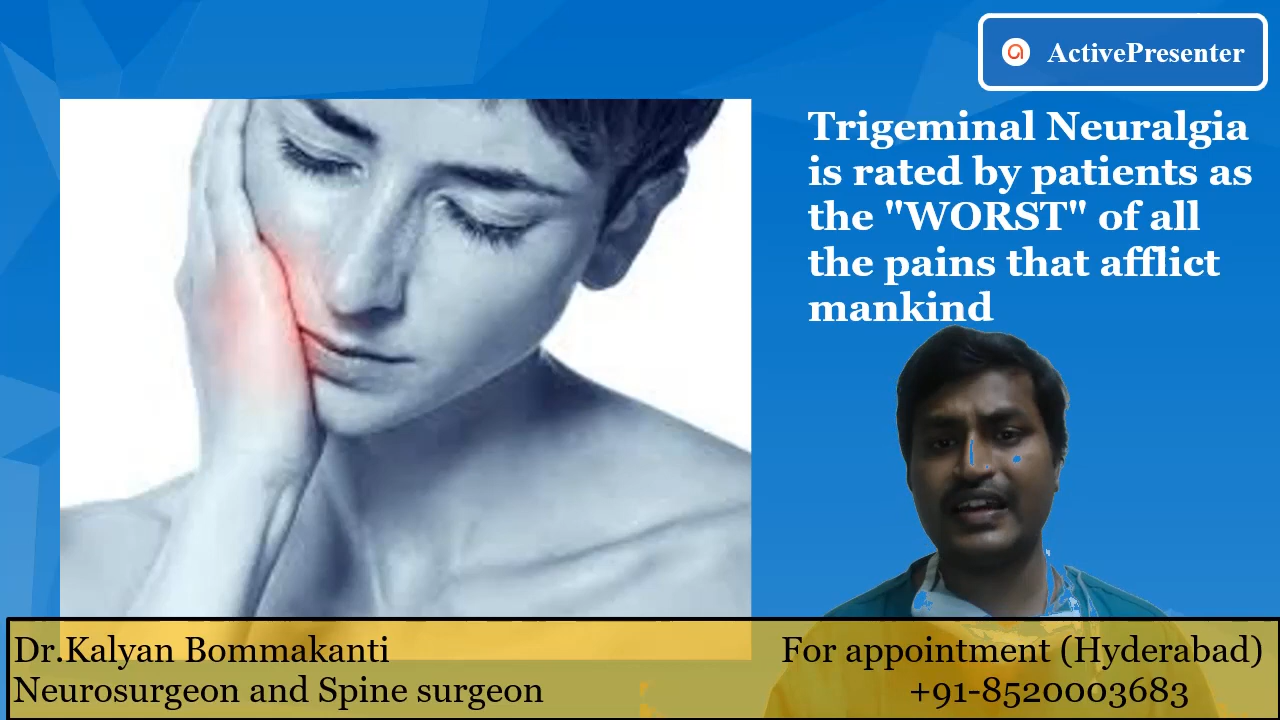 ActivePresenter
Trigeminal Neuralgia
is rated by patients as
the "WORST" of all
the pains that afflict
mankind
Dr.Kalyan Bommakanti
Neurosurgeon and Spine surgeon
For appointment (Hyderabad)
+91-8520003683